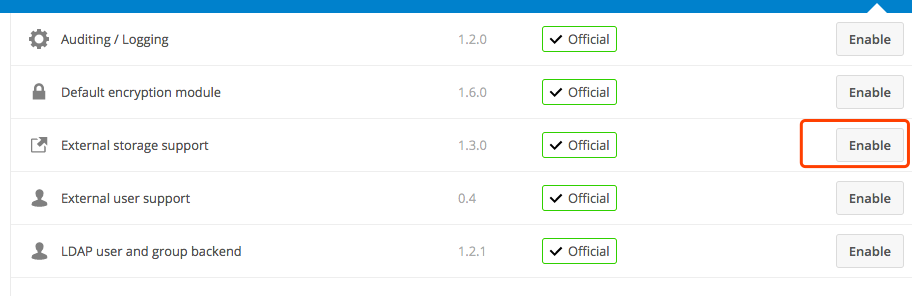 Auditing / Logging 1.2.0 Official Enable
Default encryption module 1.6.0 Official Enable
External storage support 1.3.0 Official Enable
External user support 0.4 Official Enable
LDAP user and group backend 1.2.1 Official Enable